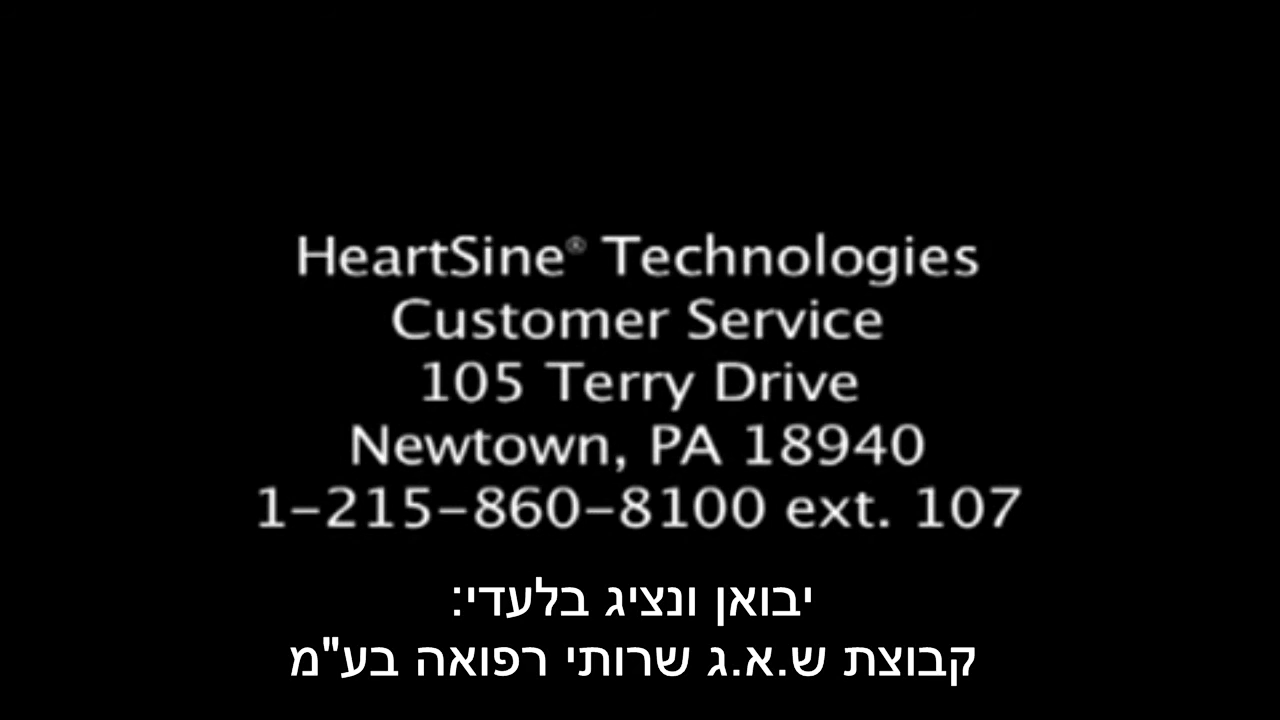 HeartSine® Technologies
Customer Service
105 Terry Drive
Newtown, PA 18940
1-215-860-8100 ext. 107
יבואן ונציג בלעדי:
קבוצת ש.א.ג שרותי רפואה בע"מ